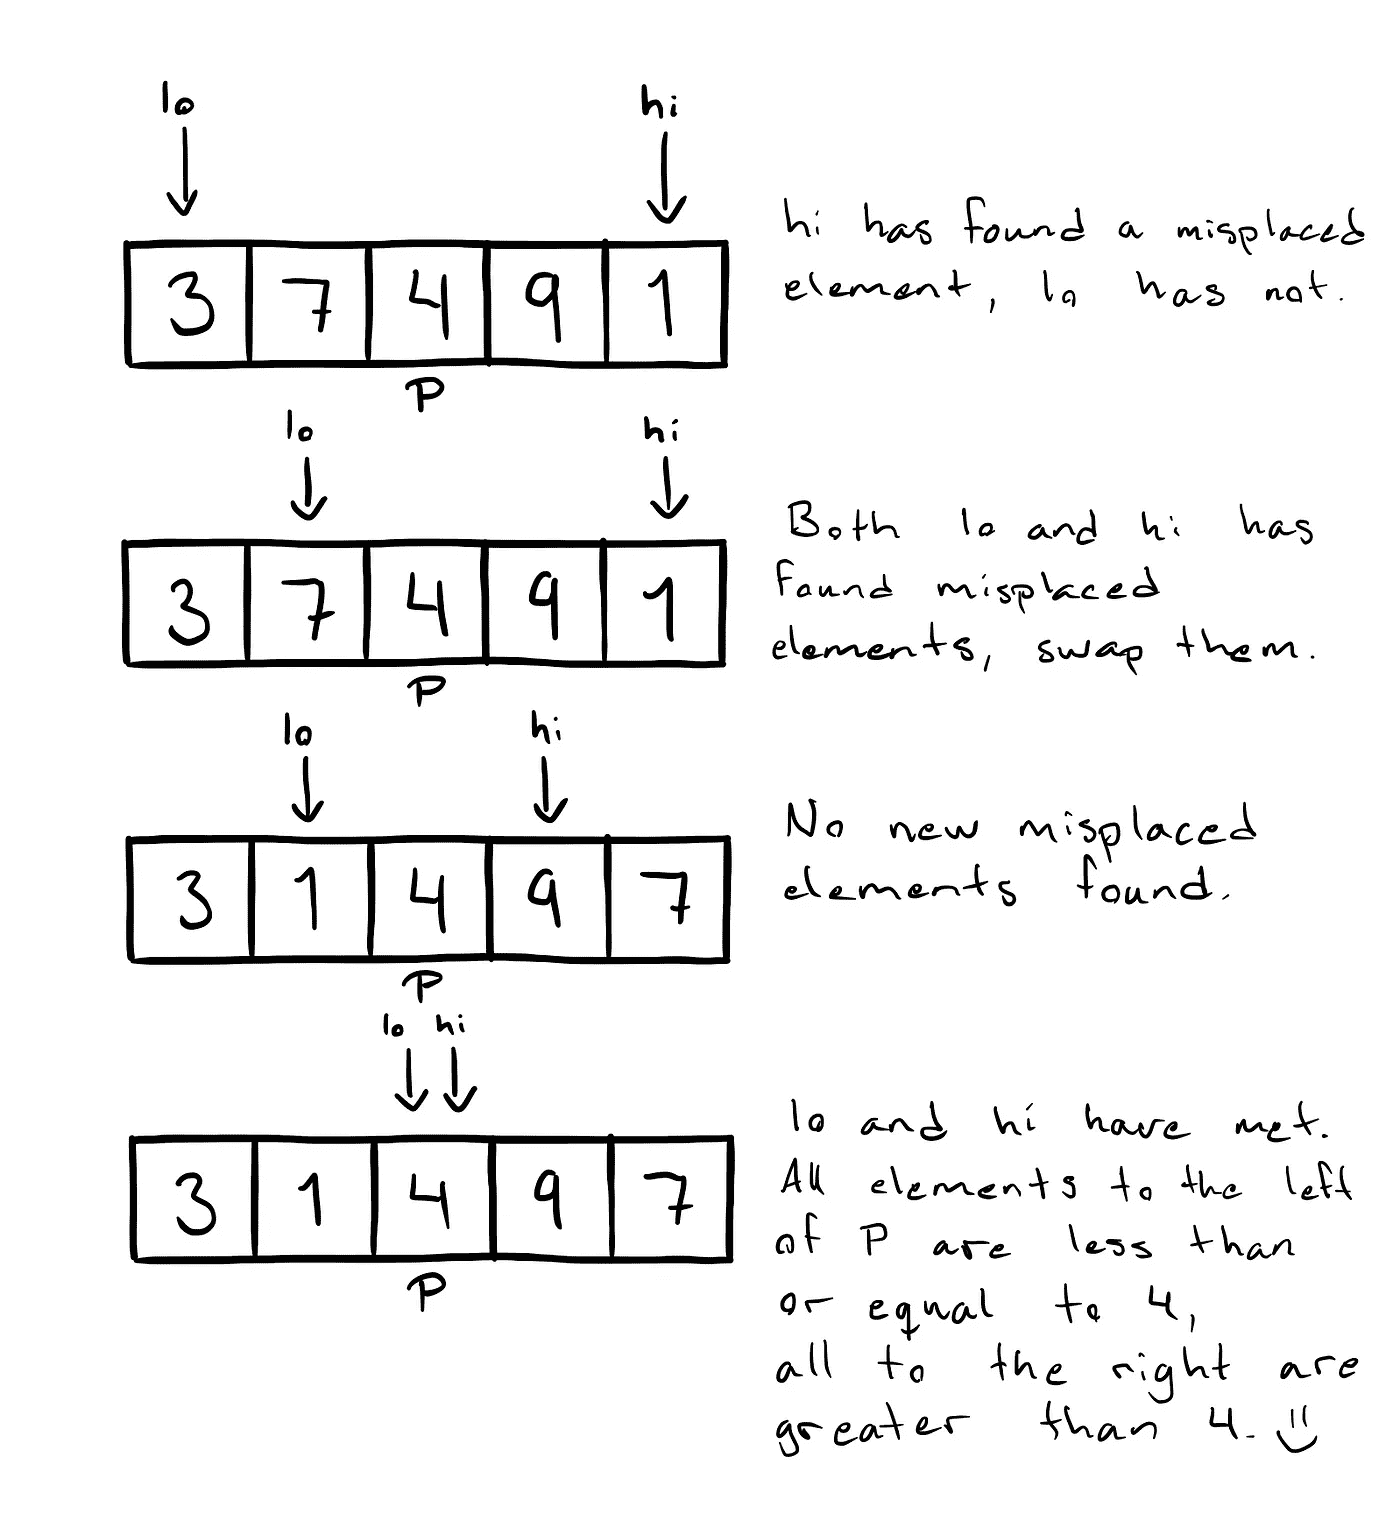 lo hi
3 7 4 9 1
P
hi has found a misplaced
element, lo has not.
lo hi
3 7 4 9 1
P
Both lo and hi has
found misplaced
elements, swap them.
lo hi
3 1 4 9 7
P
No new misplaced
elements found.
lo hi
3 1 4 9 7
P
lo and hi have met.
All elements to the left
of P are less than
or equal to 4,
all to the right are
greater than 4.